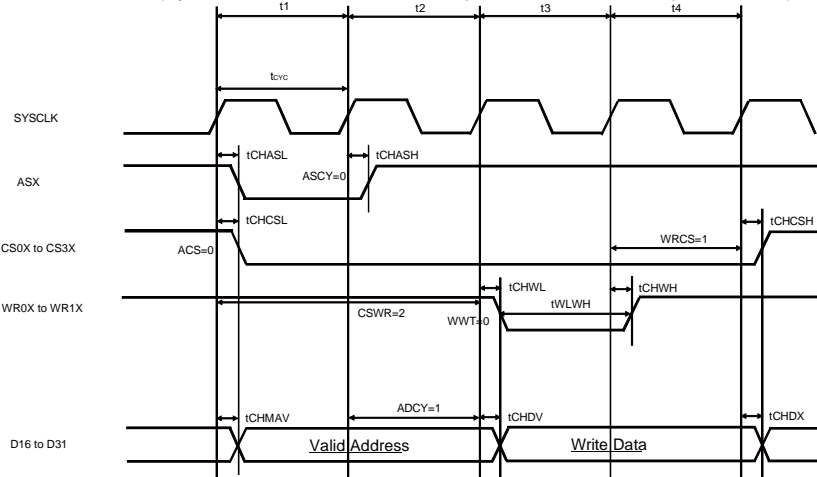 t1 t2 t3 t4
tCYC
SYSCLK
tCHASL tCHASH
ASX ASCY=0
tCHCSL tCHCSH
CS0X to CS3X ACS=0 WRCS=1
tCHWL tCHWH
WR0X to WR1X CSWR=2 WWT=0 tWLWH
tCHMAV ADCY=1 tCHDV tCHDX
D16 to D31 Valid Address Write Data